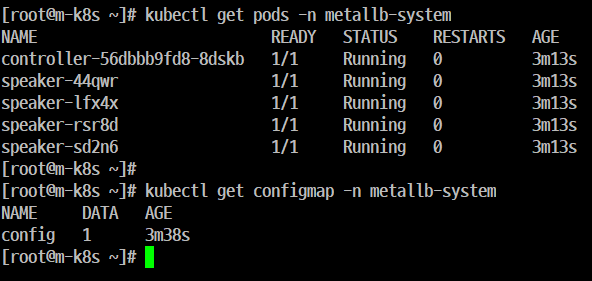 [root@m-k8s ~]# kubectl get pods -n metallb-system
NAME                          READY   STATUS    RESTARTS   AGE
controller-56dbbb9fd8-8dskb   1/1     Running   0          3m13s
speaker-44qwr                 1/1     Running   0          3m13s
speaker-lfx4x                 1/1     Running   0          3m13s
speaker-rsr8d                 1/1     Running   0          3m13s
speaker-sd2n6                 1/1     Running   0          3m13s
[root@m-k8s ~]#
[root@m-k8s ~]# kubectl get configmap -n metallb-system
NAME     DATA   AGE
config   1      3m38s
[root@m-k8s ~]#